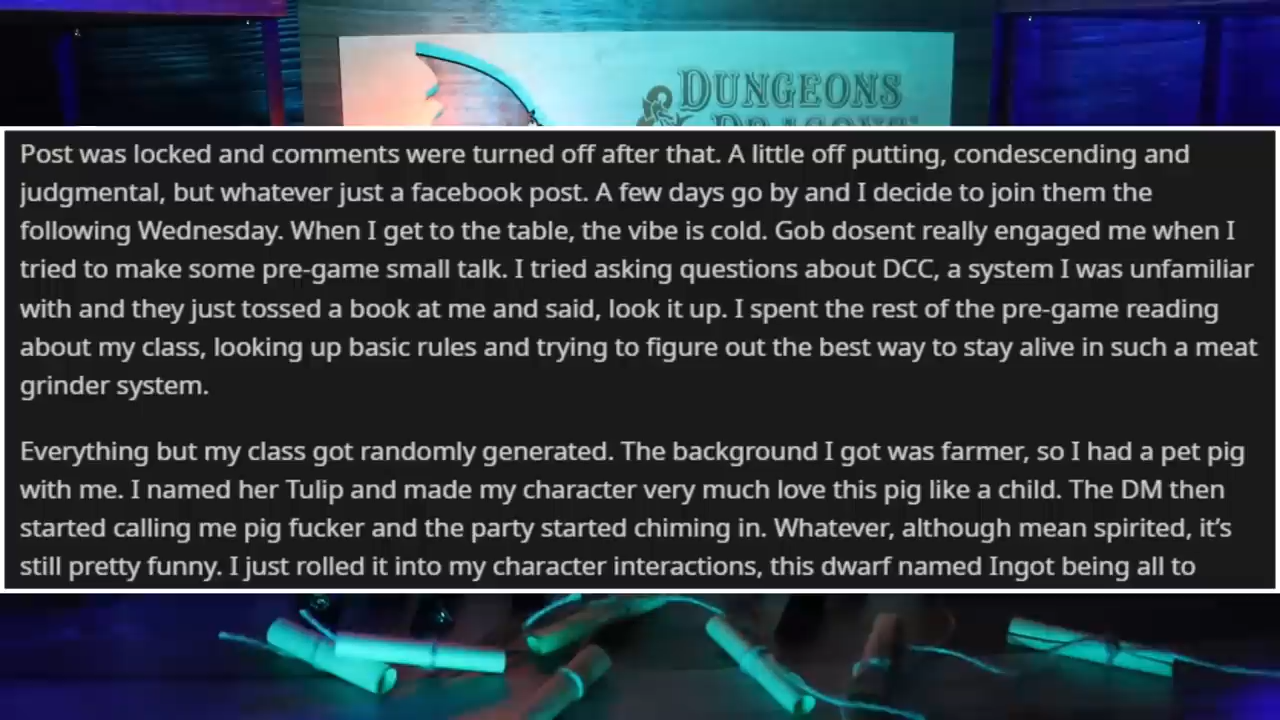 DUNGEONS
DRAGONS
Post was locked and comments were turned off after that. A little off putting, condescending and
judgmental, but whatever just a facebook post. A few days go by and I decide to join them the
following Wednesday. When I get to the table, the vibe is cold. Gob dosent really engaged me when I
tried to make some pre-game small talk. I tried asking questions about DCC, a system I was unfamiliar
with and they just tossed a book at me and said, look it up. I spent the rest of the pre-game reading
about my class, looking up basic rules and trying to figure out the best way to stay alive in such a meat
grinder system.
Everything but my class got randomly generated. The background I got was farmer, so I had a pet pig
with me. I named her Tulip and made my character very much love this pig like a child. The DM then
started calling me pig fucker and the party started chiming in. Whatever, although mean spirited, it's
still pretty funny. I just rolled it into my character interactions, this dwarf named Ingot being all to